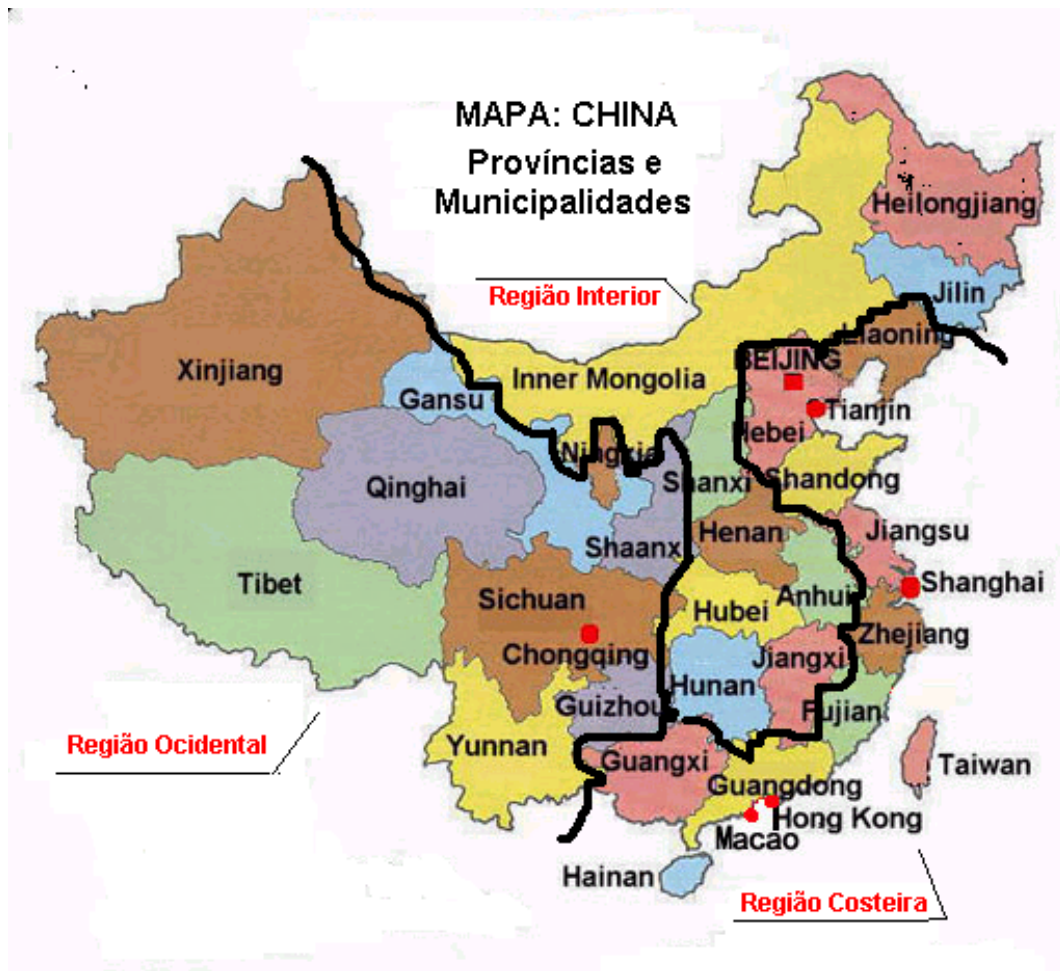 MAPA: CHINA
Províncias e
Municipalidades
Heilongjiang
Região Interior
Jilin
Liaoning
BEIJING
Xinjiang
Inner Mongolia
Gansu
Tianjin
Hebei
Ningxia
Shanxi
Shandong
Qinghai
Henan
Jiangsu
Shaanx
Tibet
Sichuan
Shanghai
Anhui
Hubei
Zhejiang
Chongqing
Jiangxi
Hunan
Guizhou
Fujian
Região Ocidental
Yunnan
Guangxi
Taiwan
Guangdong
Hong Kong
Macao
Hainan
Região Costeira